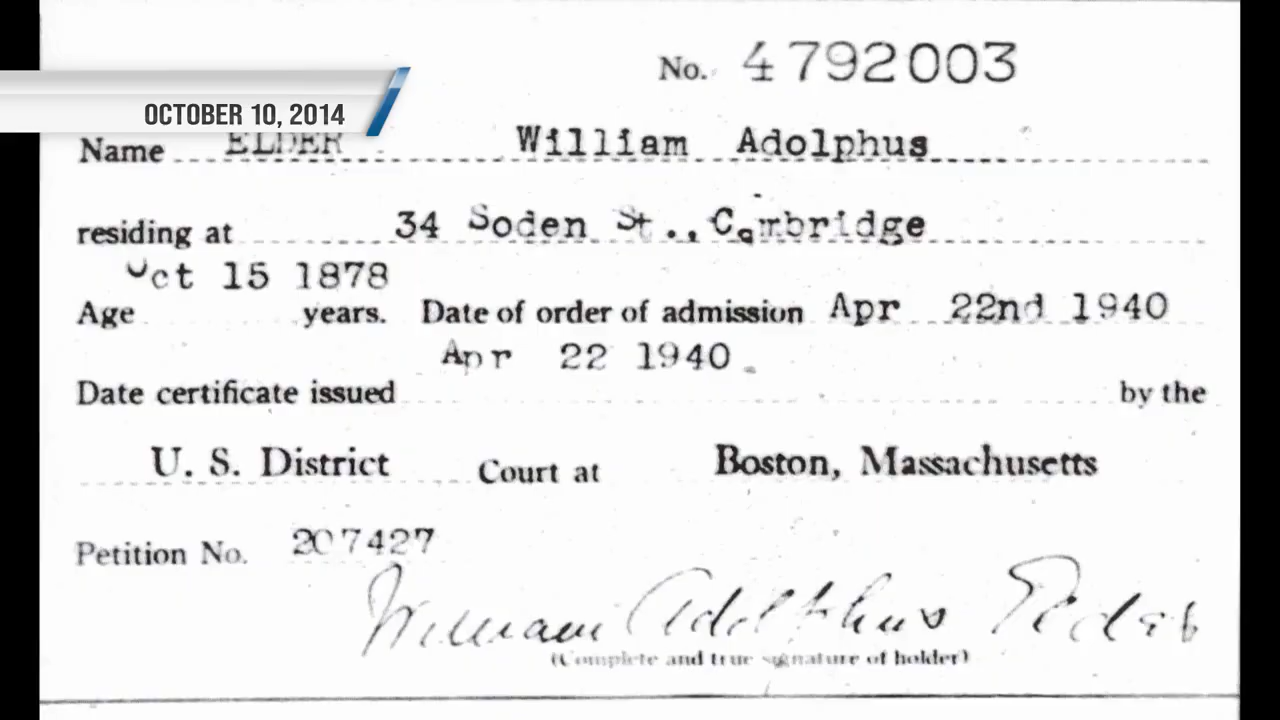 No. 4792003
OCTOBER 10, 2014
Name ELDER William Adolphus
residing at 34 Soden St., Cambridge
Oct 15 1878
Age years. Date of order of admission Apr 22nd 1940
Apr 22 1940
Date certificate issued by the
U. S. District Court at Boston, Massachusetts
Petition No. 207427
William Adolphus Elder
(Complete and true signature of holder)